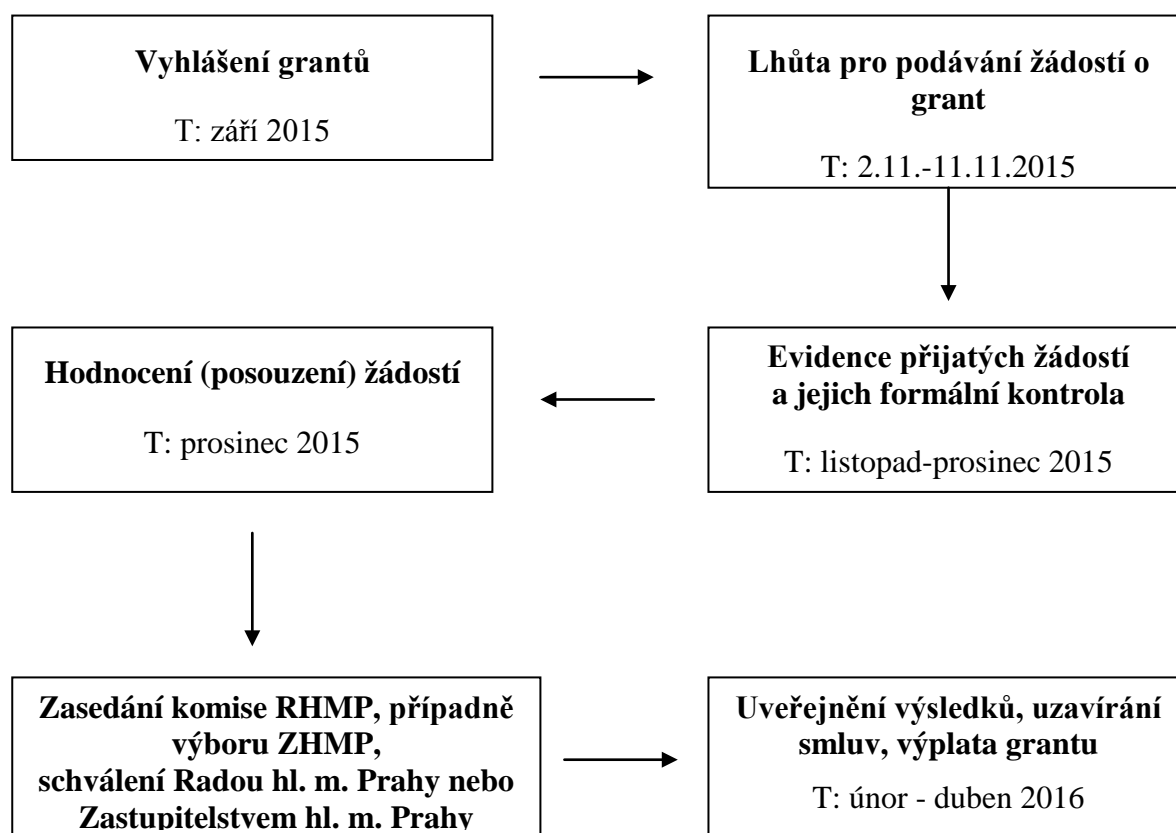 Vyhlášení grantů
T: září 2015
Lhůta pro podávání žádostí o
grant
T: 2.11.-11.11.2015
Evidence přijatých žádostí
a jejich formální kontrola
T: listopad-prosinec 2015
Hodnocení (posouzení) žádostí
T: prosinec 2015
Zasedání komise RHMP, případně
výboru ZHMP,
schválení Radou hl. m. Prahy nebo
Zastupitelstvem hl. m. Prahy
Uveřejnění výsledků, uzavírání
smluv, výplata grantu
T: únor - duben 2016